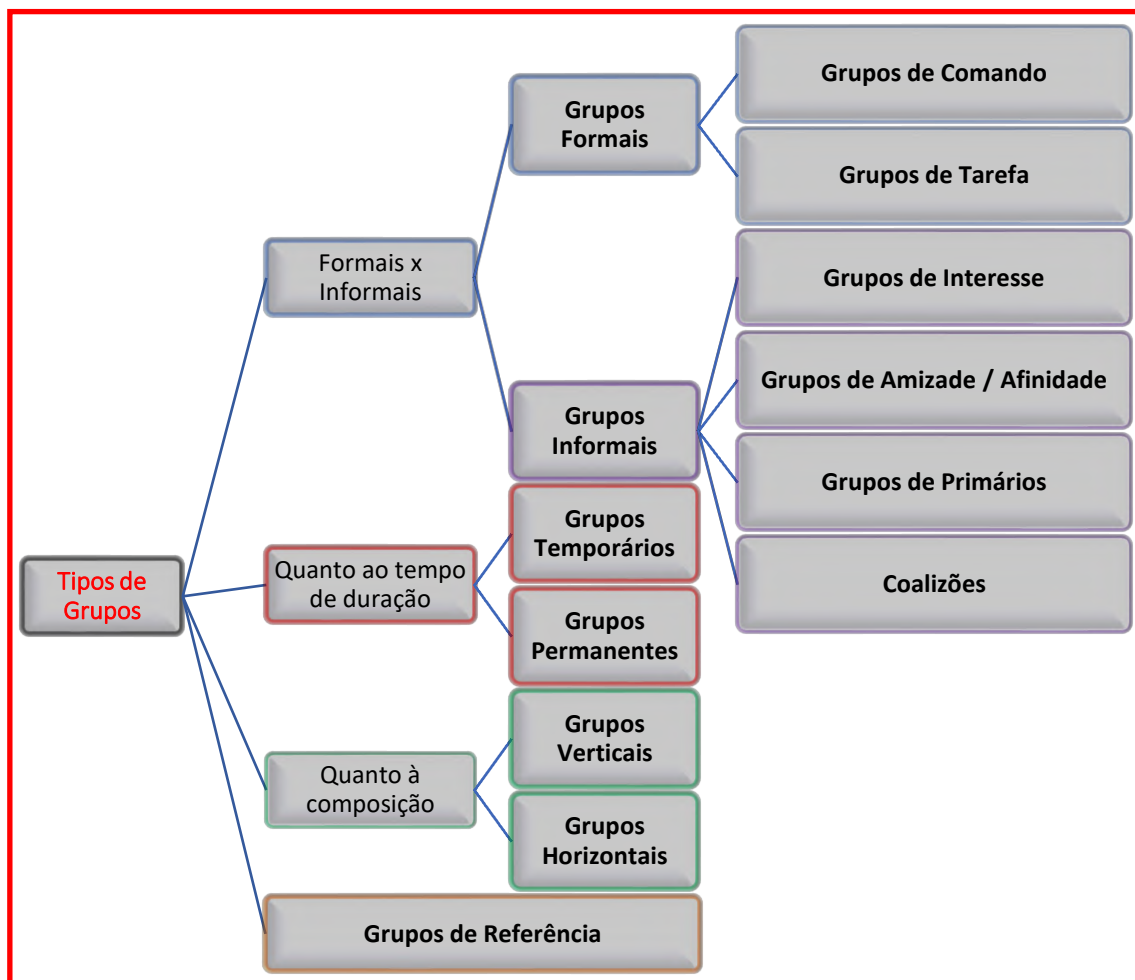 Tipos de
Grupos
Formais x
Informais
Grupos
Formais
Grupos de Comando
Grupos de Tarefa
Grupos
Informais
Grupos de Interesse
Grupos de Amizade / Afinidade
Grupos de Primários
Coalizões
Quanto ao tempo
de duração
Grupos
Temporários
Grupos
Permanentes
Quanto à
composição
Grupos
Verticais
Grupos
Horizontais
Grupos de Referência